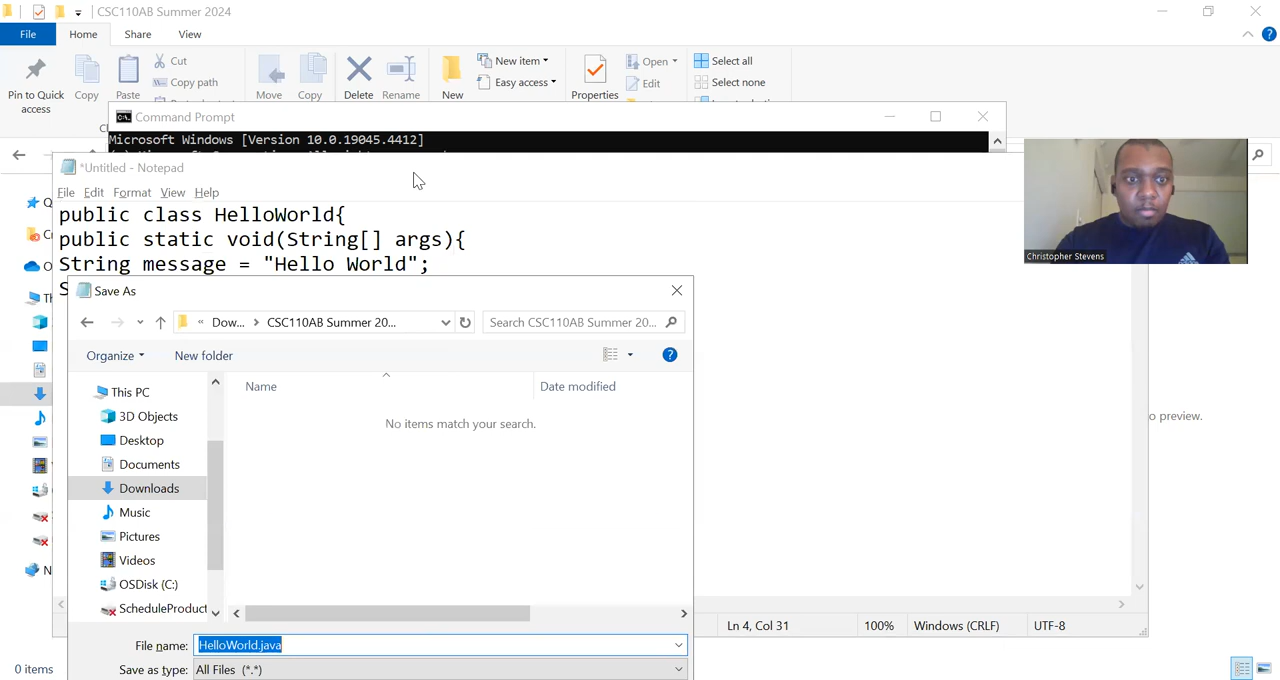 CSC110AB Summer 2024
File Home Share View
Pin to Quick access
Copy
Paste
Cut
Copy path
Move
Copy
Delete
Rename
New
New item
Easy access
Properties
Open
Edit
Select all
Select none
Command Prompt
Microsoft Windows [Version 10.0.19045.4412]
*Untitled - Notepad
File Edit Format View Help
public class HelloWorld{
public static void(String[] args){
String message = "Hello World";
S
Save As
« Dow... > CSC110AB Summer 20...
Search CSC110AB Summer 20...
Organize
New folder
Name
Date modified
No items match your search.
This PC
3D Objects
Desktop
Documents
Downloads
Music
Pictures
Videos
OSDisk (C:)
ScheduleProduct
File name: HelloWorld.java
Save as type: All Files (*.*)
Ln 4, Col 31
100%
Windows (CRLF)
UTF-8
0 items
o preview.
Christopher Stevens